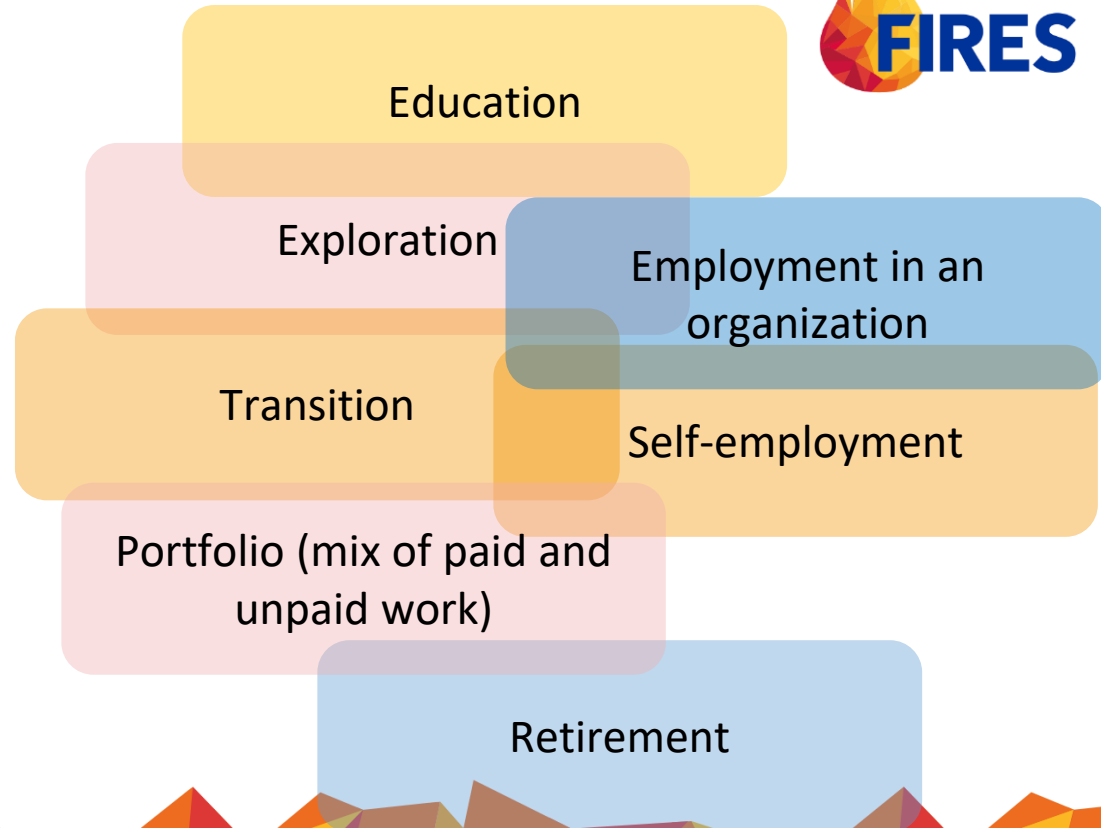 FIRES
Education
Exploration
Employment in an
organization
Transition
Self-employment
Portfolio (mix of paid and
unpaid work)
Retirement